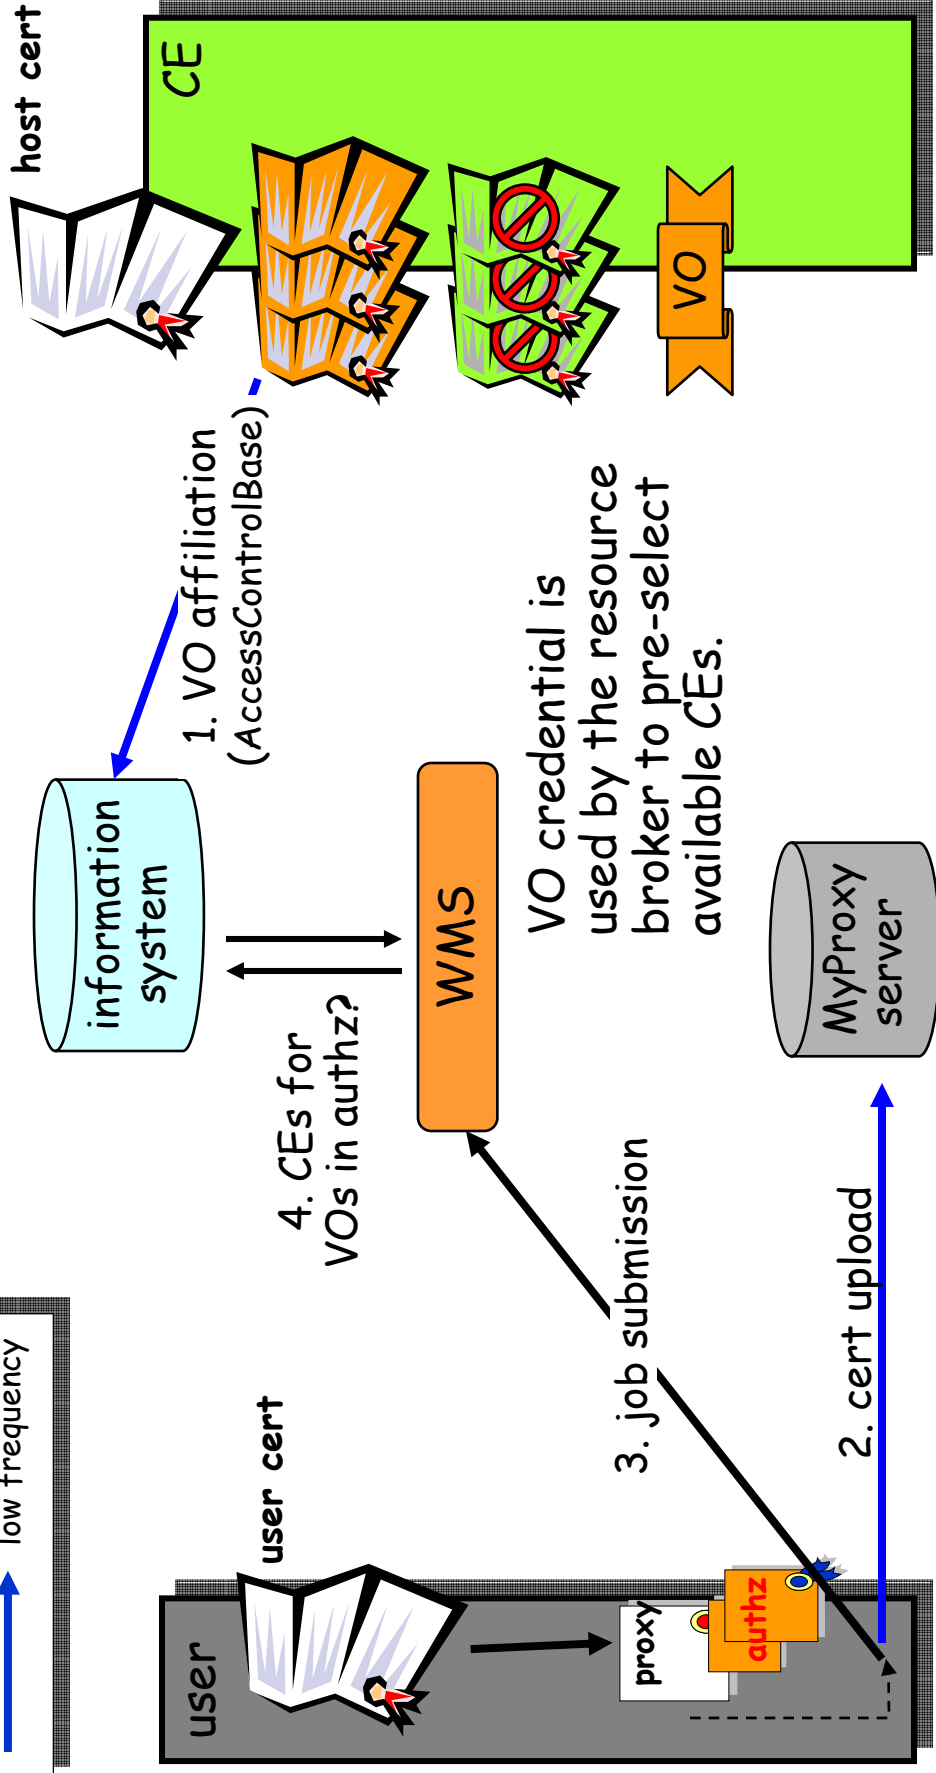 low frequency
user
user cert
proxy
authz
3. job submission
2. cert upload
4. CEs for
VOs in authz?
information
system
WMS
MyProxy
server
1. VO affiliation
(AccessControlBase)
VO credential is
used by the resource
broker to pre-select
available CEs.
host cert
CE
VO